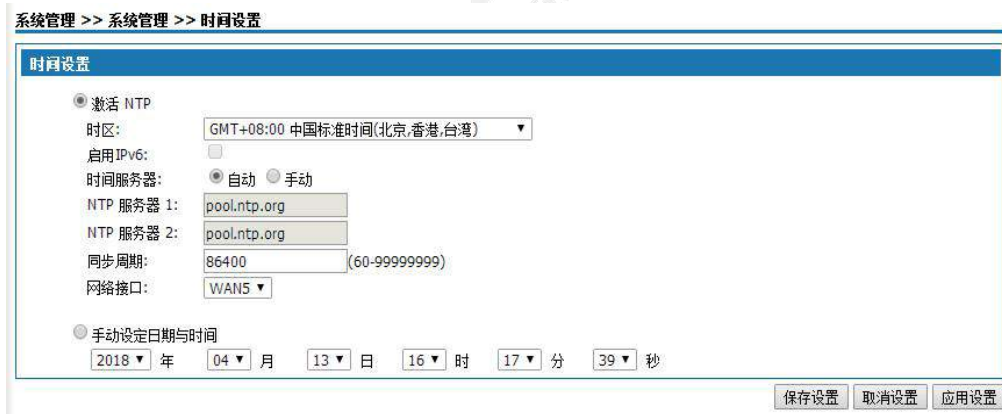 系统管理 >> 系统管理 >> 时间设置
时间设置
激活 NTP
时区: GMT+08:00 中国标准时间(北京,香港,台湾)
启用IPv6:
时间服务器: 自动 手动
NTP 服务器 1: pool.ntp.org
NTP 服务器 2: pool.ntp.org
同步周期: 86400 (60-99999999)
网络接口: WAN5
手动设定日期与时间
2018 年 04 月 13 日 16 时 17 分 39 秒
保存设置 取消设置 应用设置